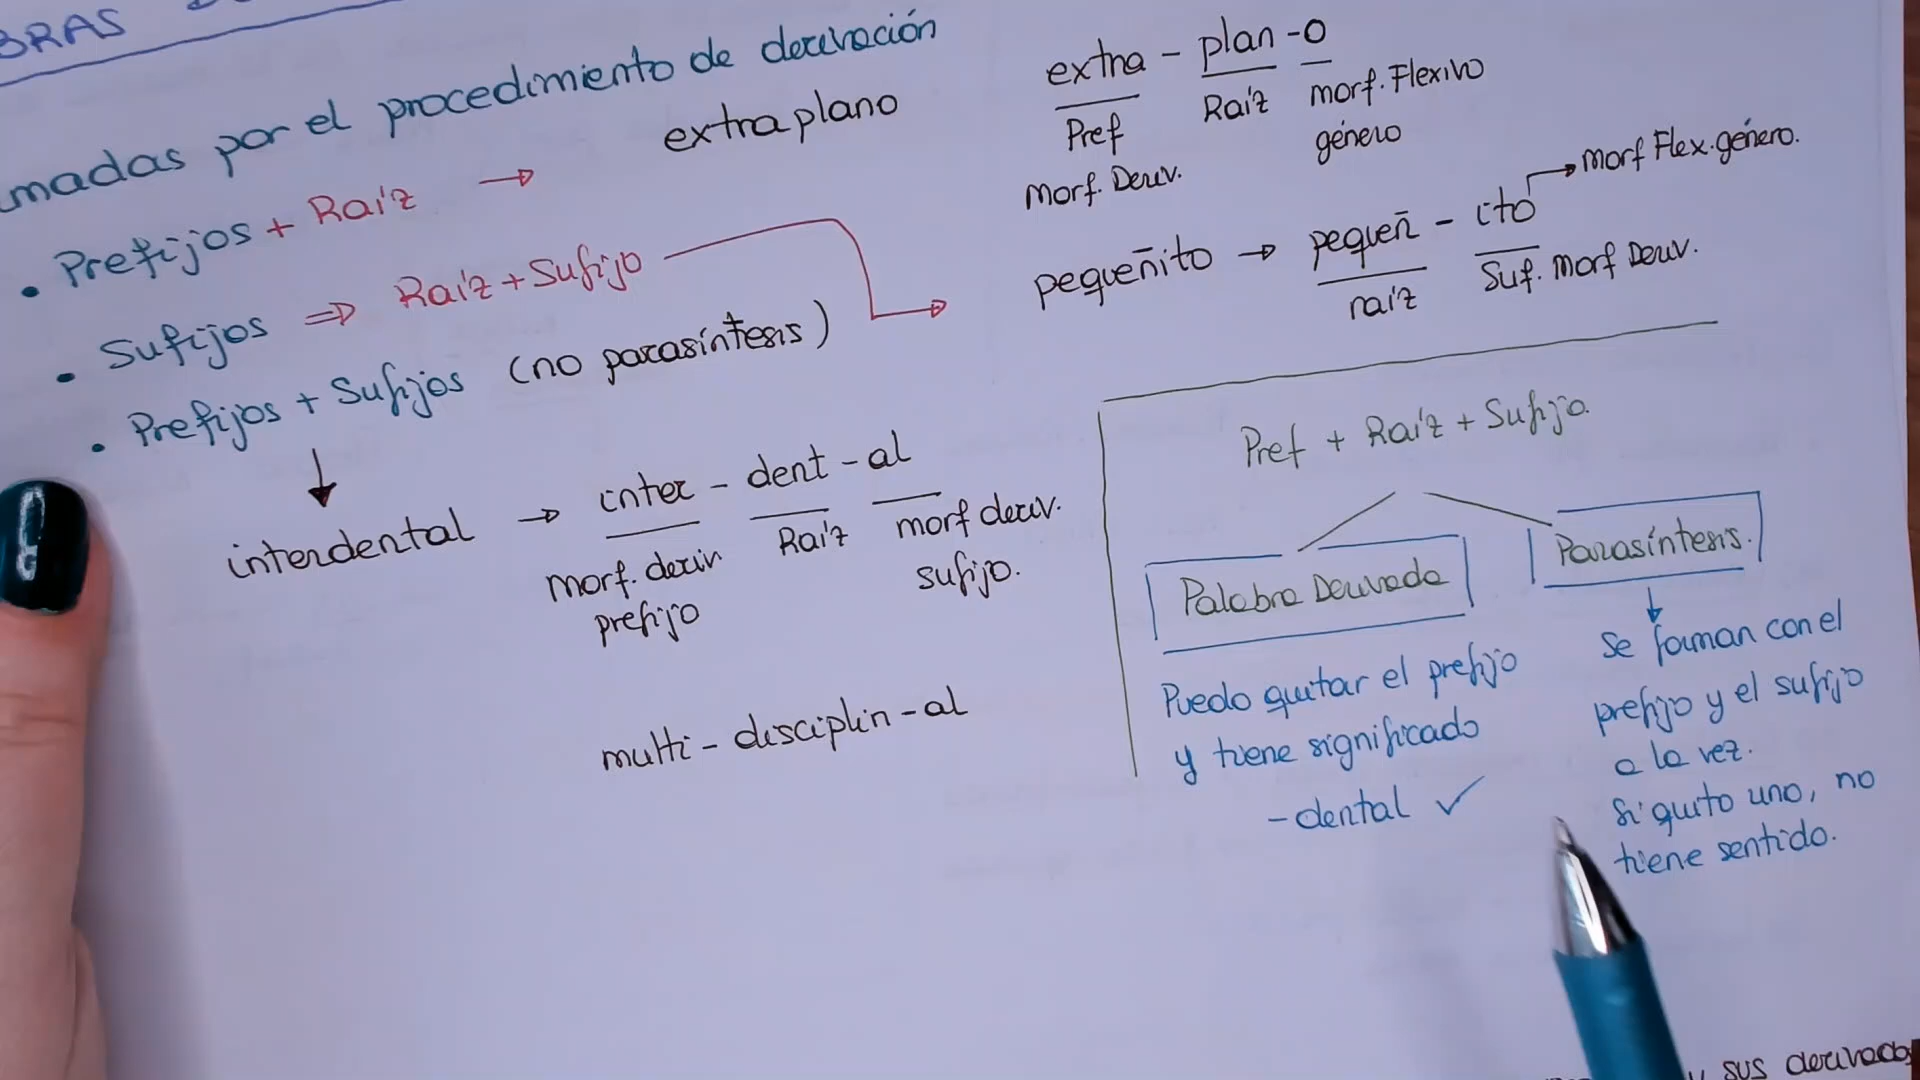 madas por el procedimiento de derivación
• Prefijos + Raíz → extraplano
extra - plan - o
Pref
Morf. Deriv.
Raíz
morf. Flexivo
género
• Sufijos ⇒ Raíz + Sufijo →
pequeñito → pequeñ - ito → morf Flex. género.
raíz
Suf. Morf Deriv.
• Prefijos + Sufijos (no parasíntesis)
↓
interdental → inter - dent - al
morf. deriv
prefijo
Raíz
morf deriv.
sufijo.
multi - disciplin - al
Pref + Raíz + Sufijo.
Palabra Derivada
Puedo quitar el prefijo
y tiene significado
- dental ✓
Parasíntesis.
↓
Se forman con el
prefijo y el sufijo
a la vez.
si quito uno, no
tiene sentido.
sus derivados